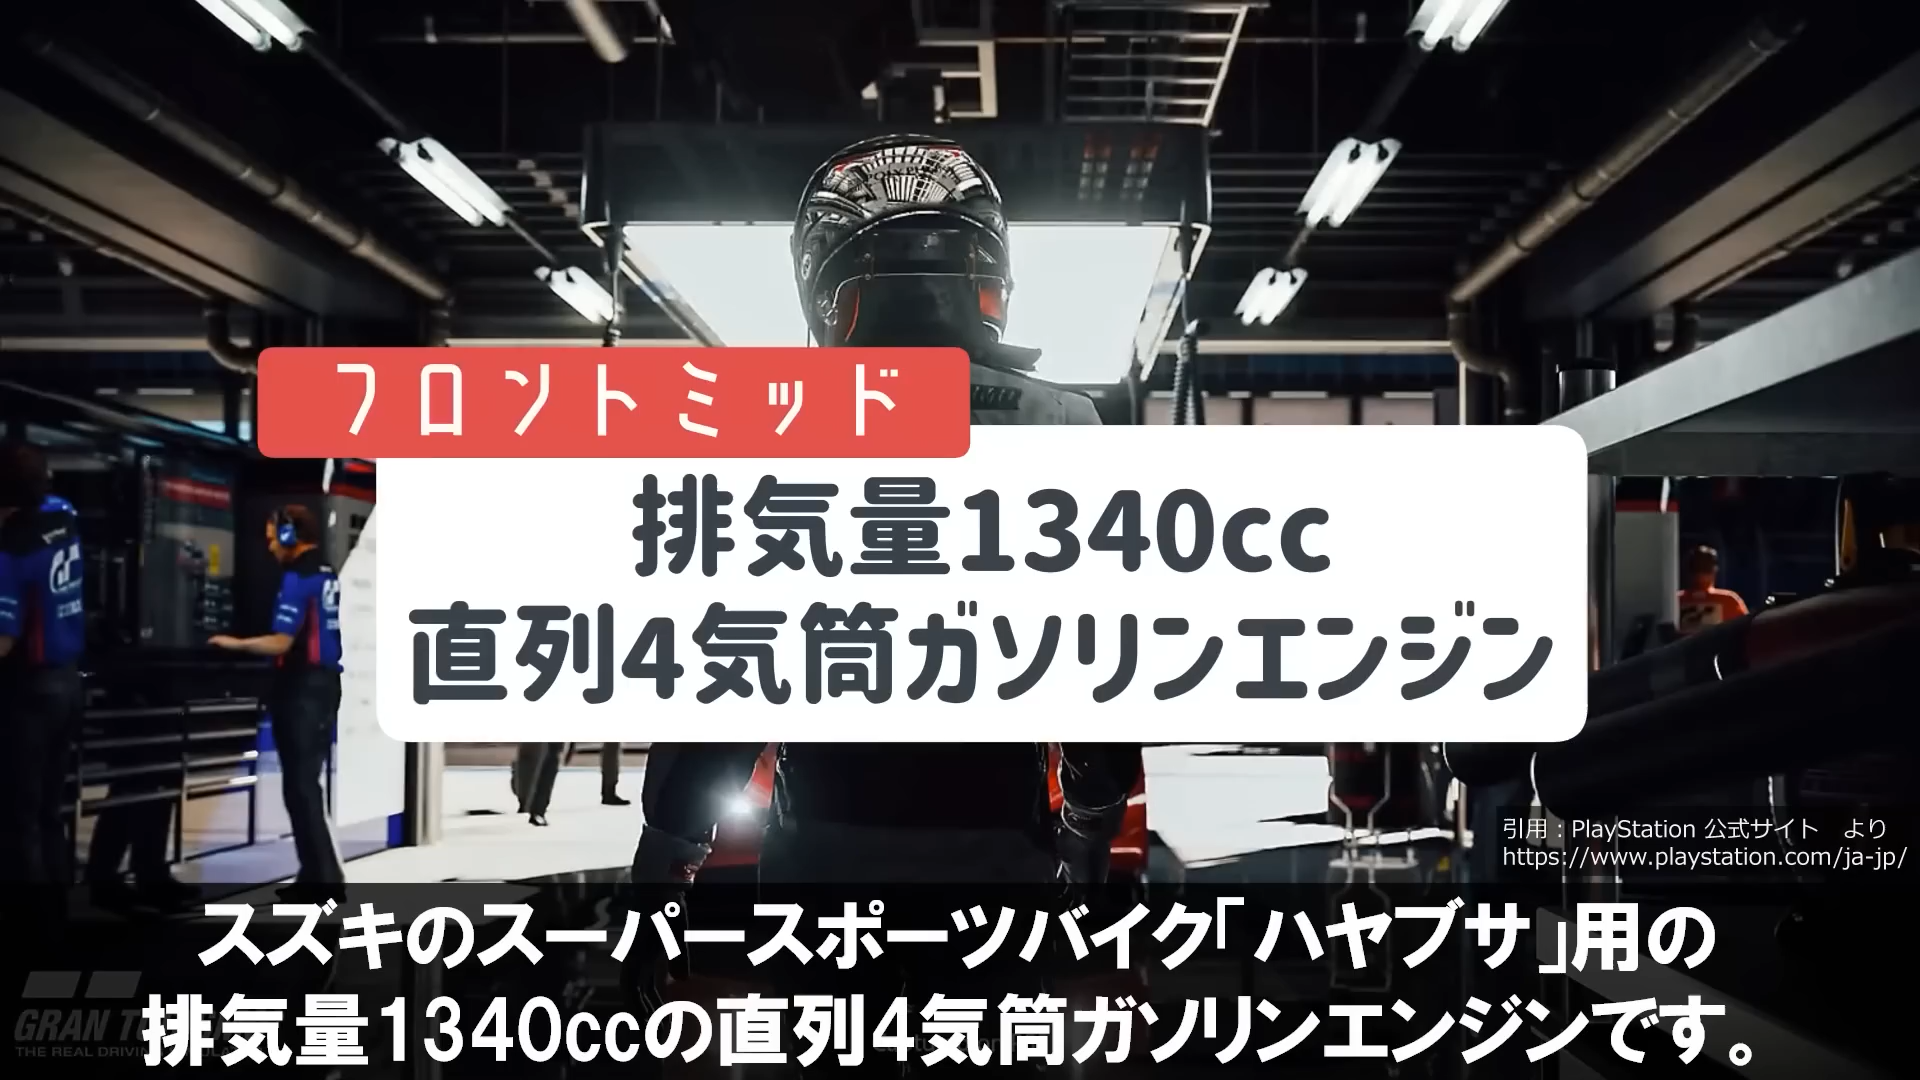 フロントミッド
排気量1340cc
直列4気筒ガソリンエンジン
引用：PlayStation 公式サイト　より
https://www.playstation.com/ja-jp/
スズキのスーパースポーツバイク「ハヤブサ」用の
排気量1340ccの直列4気筒ガソリンエンジンです。